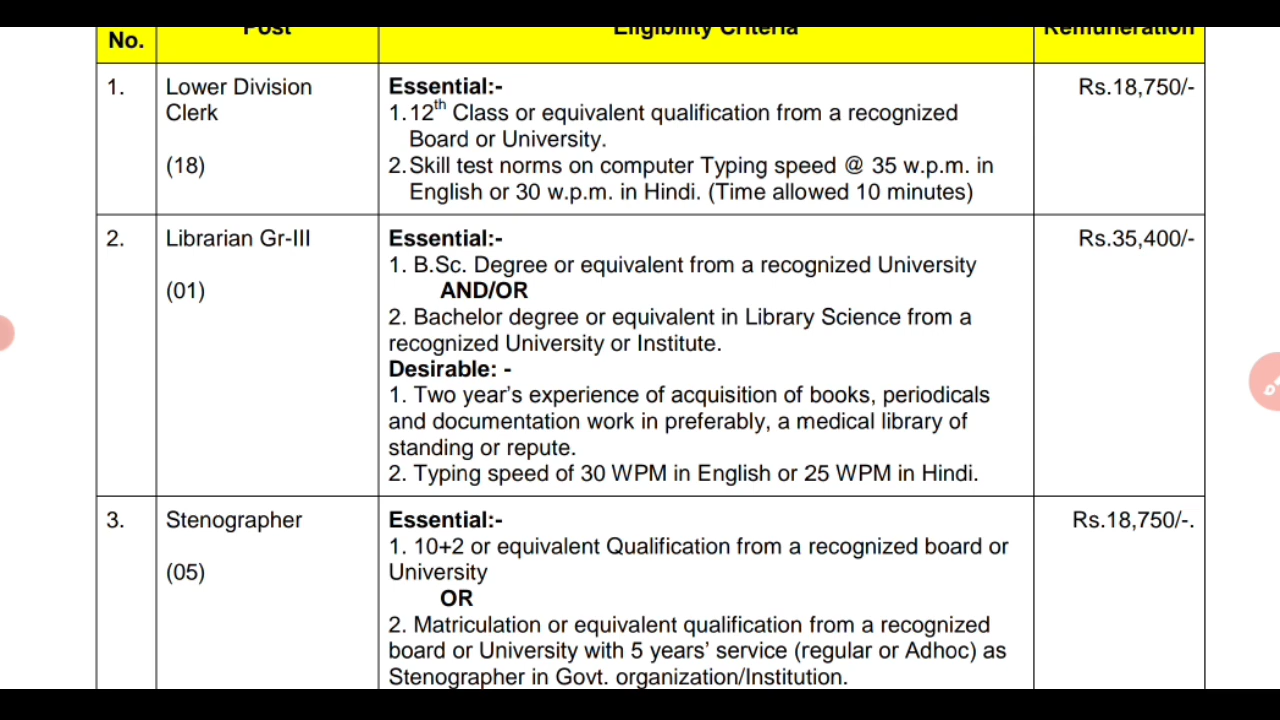 No.
Post
Eligibility Criteria
Remuneration
1.
Lower Division
Clerk
(18)
Essential:-
1.12th Class or equivalent qualification from a recognized
Board or University.
2.Skill test norms on computer Typing speed @ 35 w.p.m. in
English or 30 w.p.m. in Hindi. (Time allowed 10 minutes)
Rs.18,750/-
2.
Librarian Gr-III
(01)
Essential:-
1. B.Sc. Degree or equivalent from a recognized University
AND/OR
2. Bachelor degree or equivalent in Library Science from a
recognized University or Institute.
Desirable: -
1. Two year's experience of acquisition of books, periodicals
and documentation work in preferably, a medical library of
standing or repute.
2. Typing speed of 30 WPM in English or 25 WPM in Hindi.
Rs.35,400/-
3.
Stenographer
(05)
Essential:-
1. 10+2 or equivalent Qualification from a recognized board or
University
OR
2. Matriculation or equivalent qualification from a recognized
board or University with 5 years' service (regular or Adhoc) as
Stenographer in Govt. organization/Institution.
Rs.18,750/-.